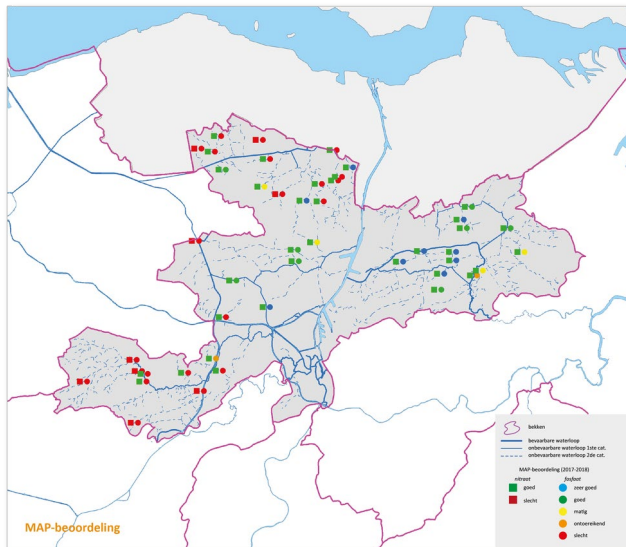 bekken
bevaarbare waterloop
onbevaarbare waterloop 1ste cat.
onbevaarbare waterloop 2de cat.
MAP-beoordeling (2017-2018)
nitraat fosfaat
goed zeer goed
slecht goed
matig
ontoereikend
slecht
MAP-beoordeling